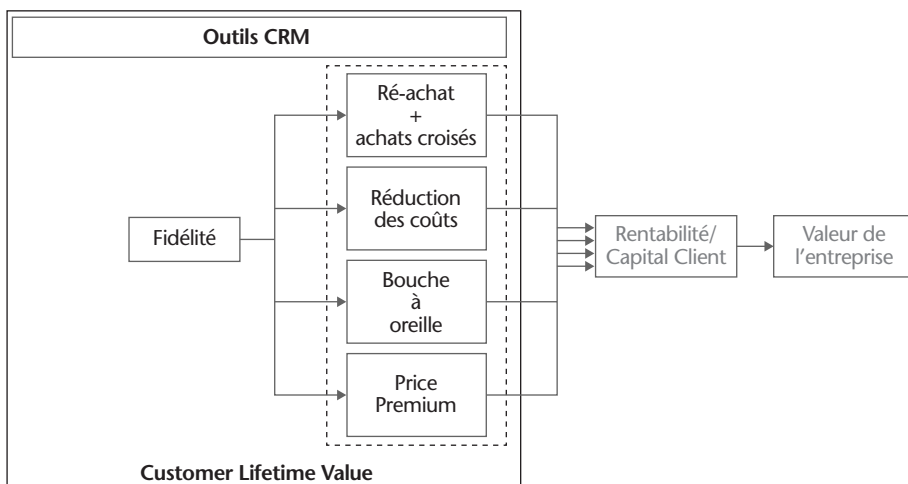 Outils CRM
Ré-achat
+
achats croisés
Réduction
des coûts
Fidélité
Bouche
à
oreille
Price
Premium
Rentabilité/
Capital Client
Valeur de
l'entreprise
Customer Lifetime Value